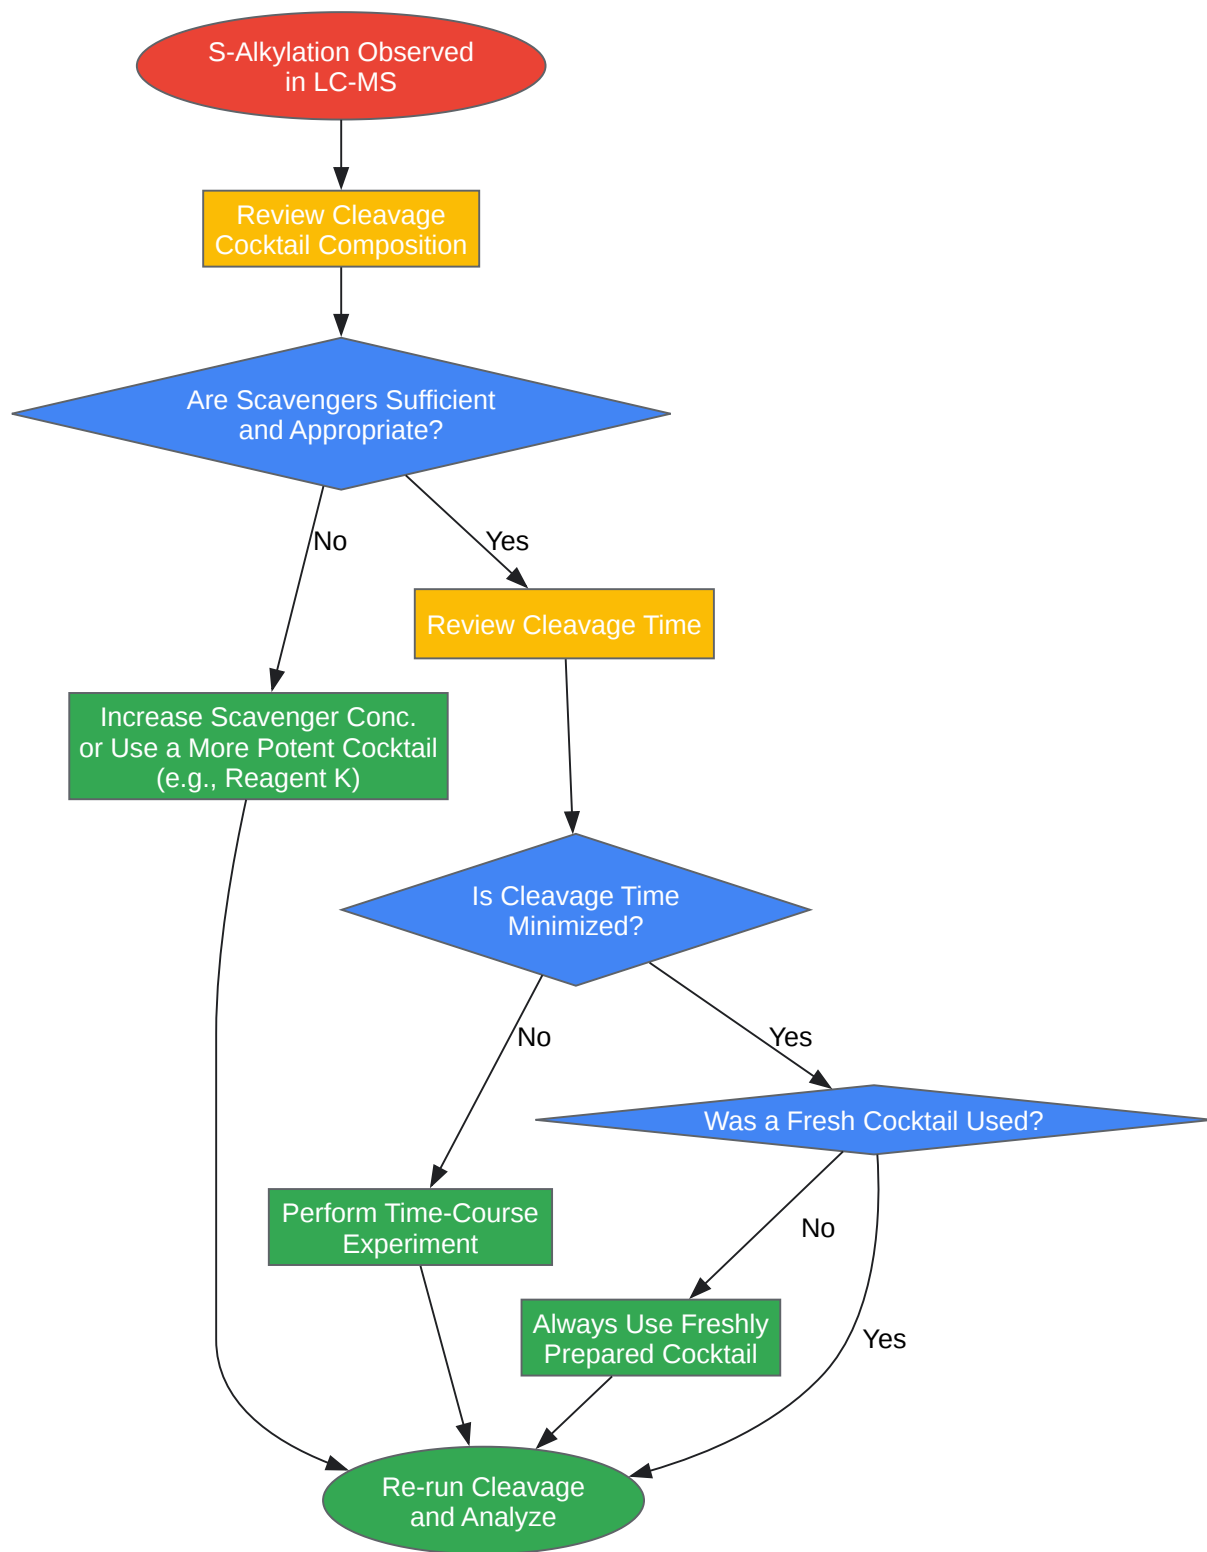 S-Alkylation Observed
in LC-MS
Review Cleavage
Cocktail Composition
Are Scavengers Sufficient
and Appropriate?
No
Yes
Review Cleavage Time
Increase Scavenger Conc.
or Use a More Potent Cocktail
(e.g., Reagent K)
Is Cleavage Time
Minimized?
No
Yes
Was a Fresh Cocktail Used?
Perform Time-Course
Experiment
No
Always Use Freshly
Prepared Cocktail
Yes
Re-run Cleavage
and Analyze